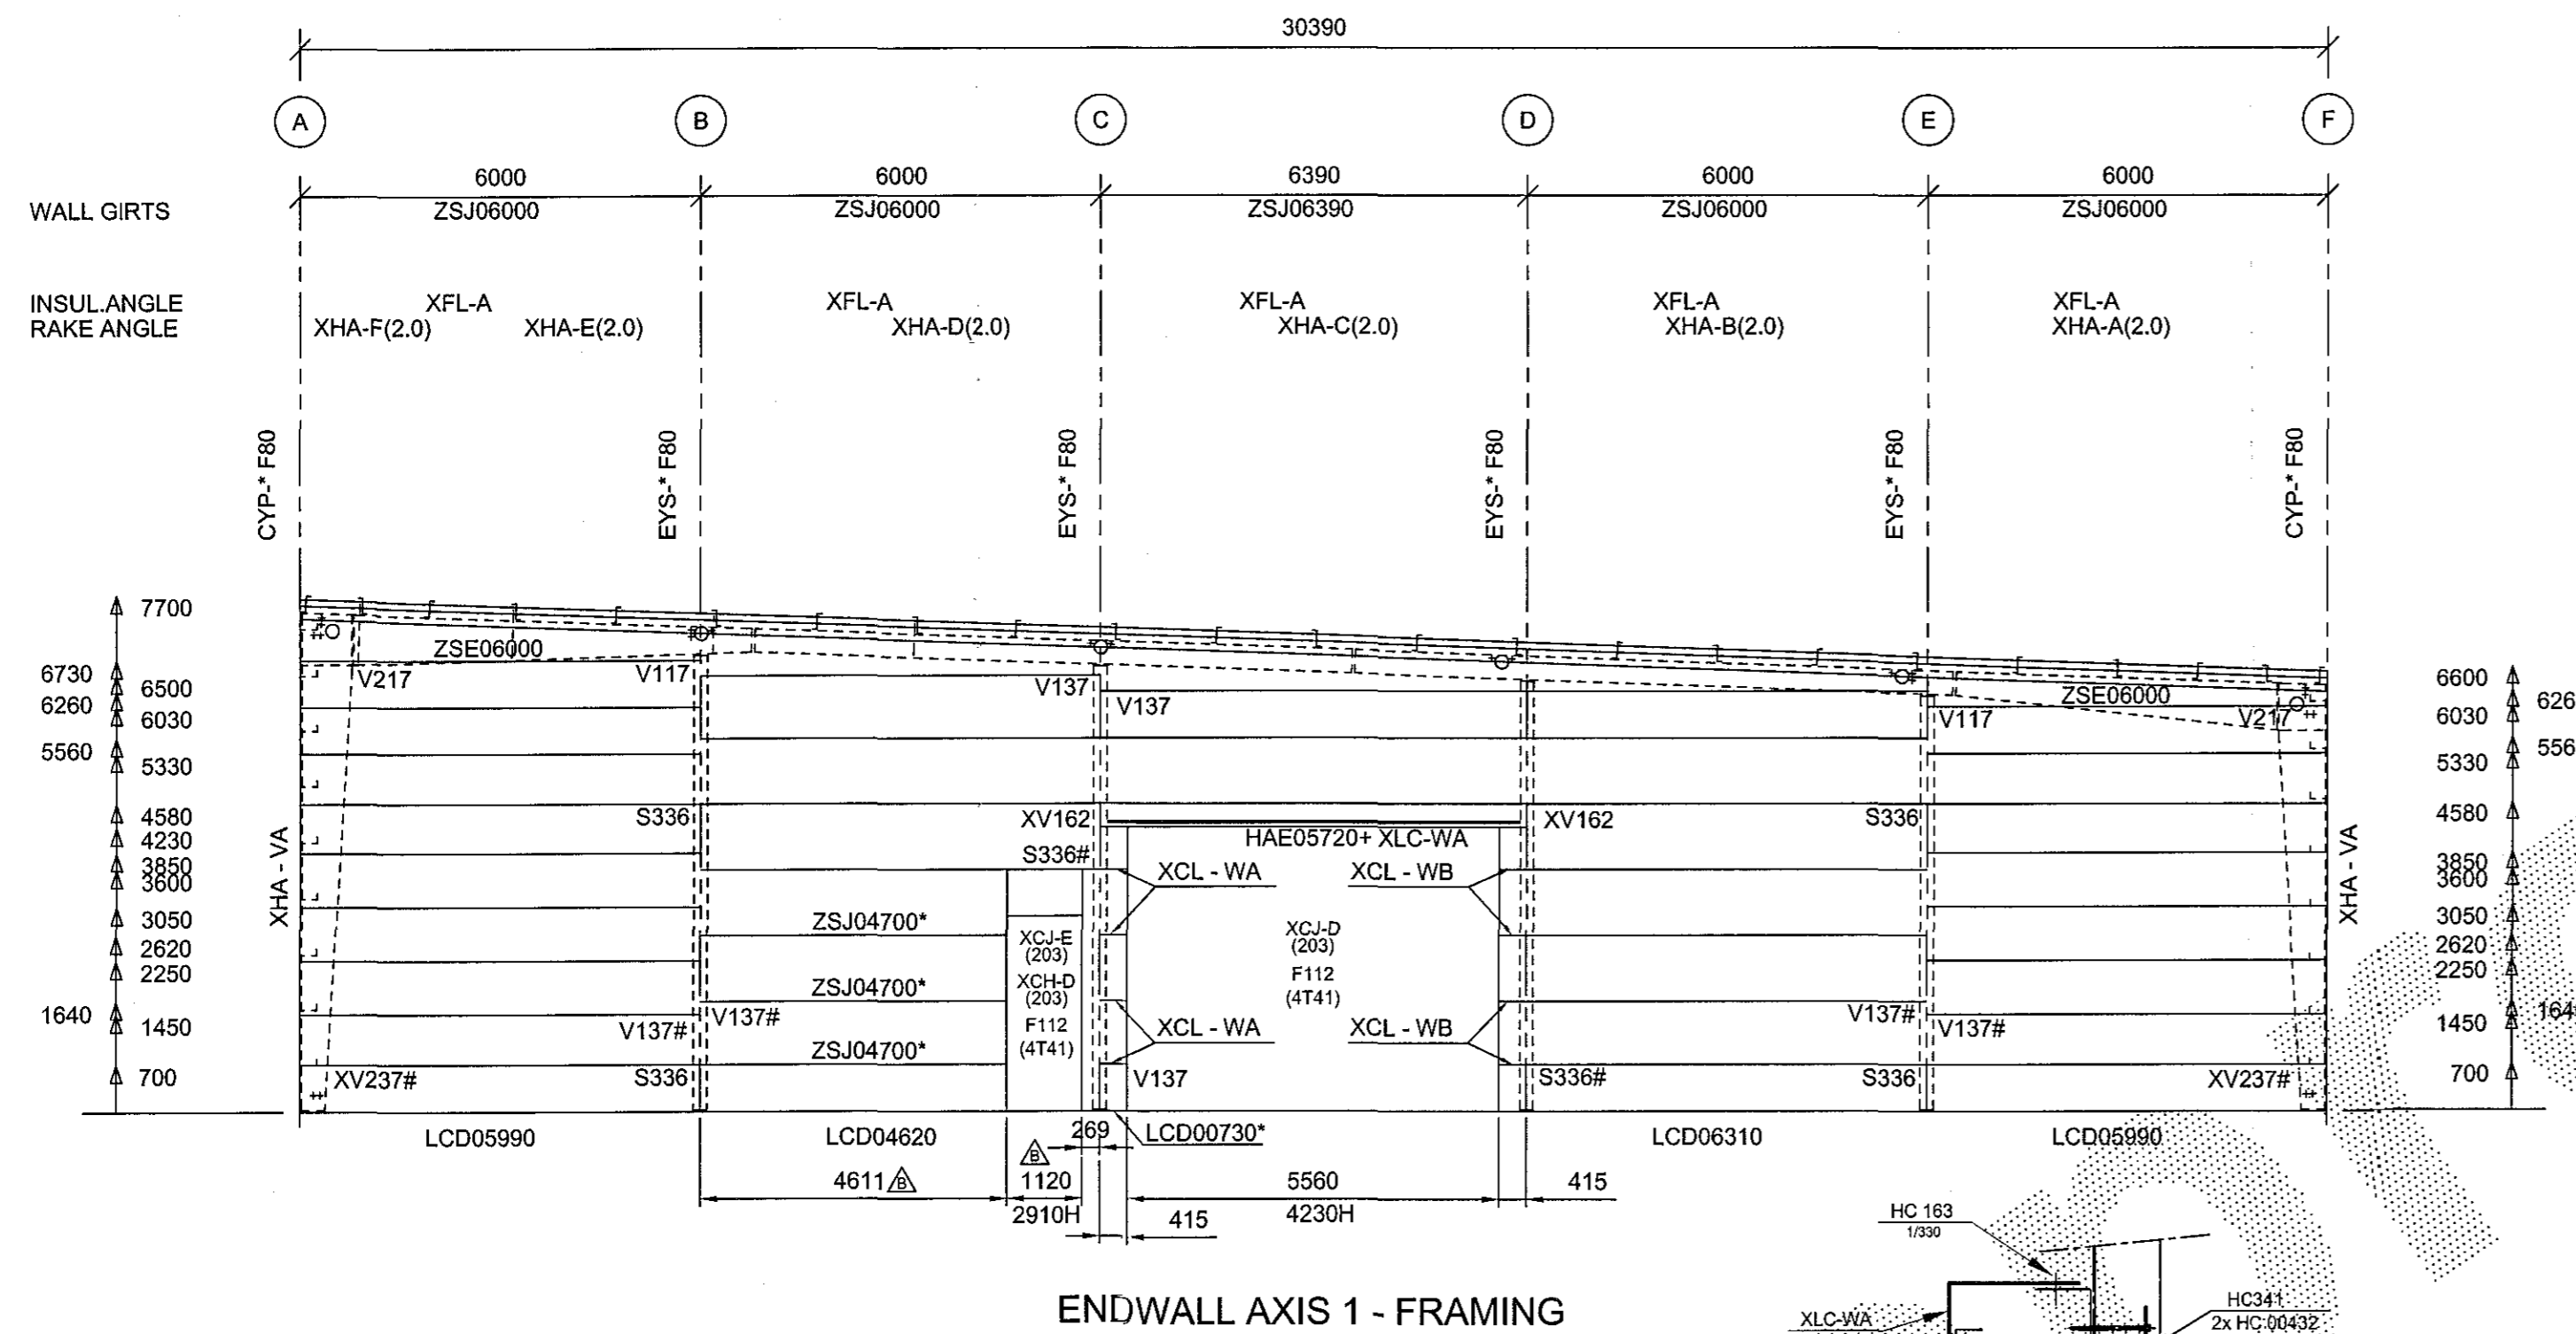 30390
A B C D E F
6000 6000 6390 6000 6000
WALL GIRTS ZSJ06000 ZSJ06000 ZSJ06390 ZSJ06000 ZSJ06000
INSUL.ANGLE XFL-A XFL-A XFL-A XFL-A XFL-A
RAKE ANGLE XHA-F(2.0) XHA-E(2.0) XHA-D(2.0) XHA-C(2.0) XHA-B(2.0) XHA-A(2.0)
CYP-* F80 EYS-* F80 EYS-* F80 EYS-* F80 EYS-* F80 CYP-* F80
7700
ZSE06000
6730 V217 V117 6600
6500 V137 ZSE06000 626
6260 V137
6030 V117 V217 6030
5560 556
5330 5330
4580 S336 XV162 XV162 S336 4580
4230 HAE05720+ XLC-WA
3850 S336# 3850
3600 XCL - WA XCL - WB 3600
XHA - VA XHA - VA
3050 ZSJ04700* 3050
XCJ-E XCJ-D
(203) (203)
2620 2620
2250 XCH-D F112 2250
ZSJ04700* (203) (4T41)
1640 V137# F112 V137# 164
1450 V137# XCL - WA XCL - WB V137# 1450
ZSJ04700* (4T41)
700 XV237# S336 V137 S336# S336 XV237# 700
LCD05990 LCD04620 269 LCD00730* LCD06310 LCD05990
B
4611 B 1120 5560 415
2910H 415 4230H
HC 163
1/330
ENDWALL AXIS 1 - FRAMING
XLC-WA
HC341
2x HC 00432